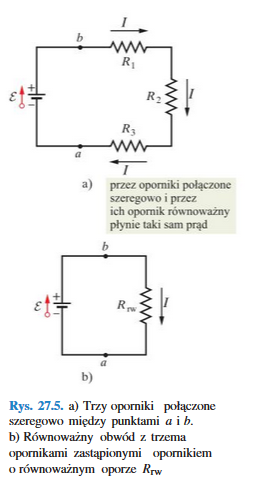 I
b
R₁
ℰ
+
−
R₂
I
R₃
a
I
a) przez oporniki połączone
szeregowo i przez
ich opornik równoważny
płynie taki sam prąd
b
ℰ
+
−
Rrw
I
a
b)
Rys. 27.5. a) Trzy oporniki połączone
szeregowo między punktami a i b.
b) Równoważny obwód z trzema
opornikami zastąpionymi opornikiem
o równoważnym oporze Rrw